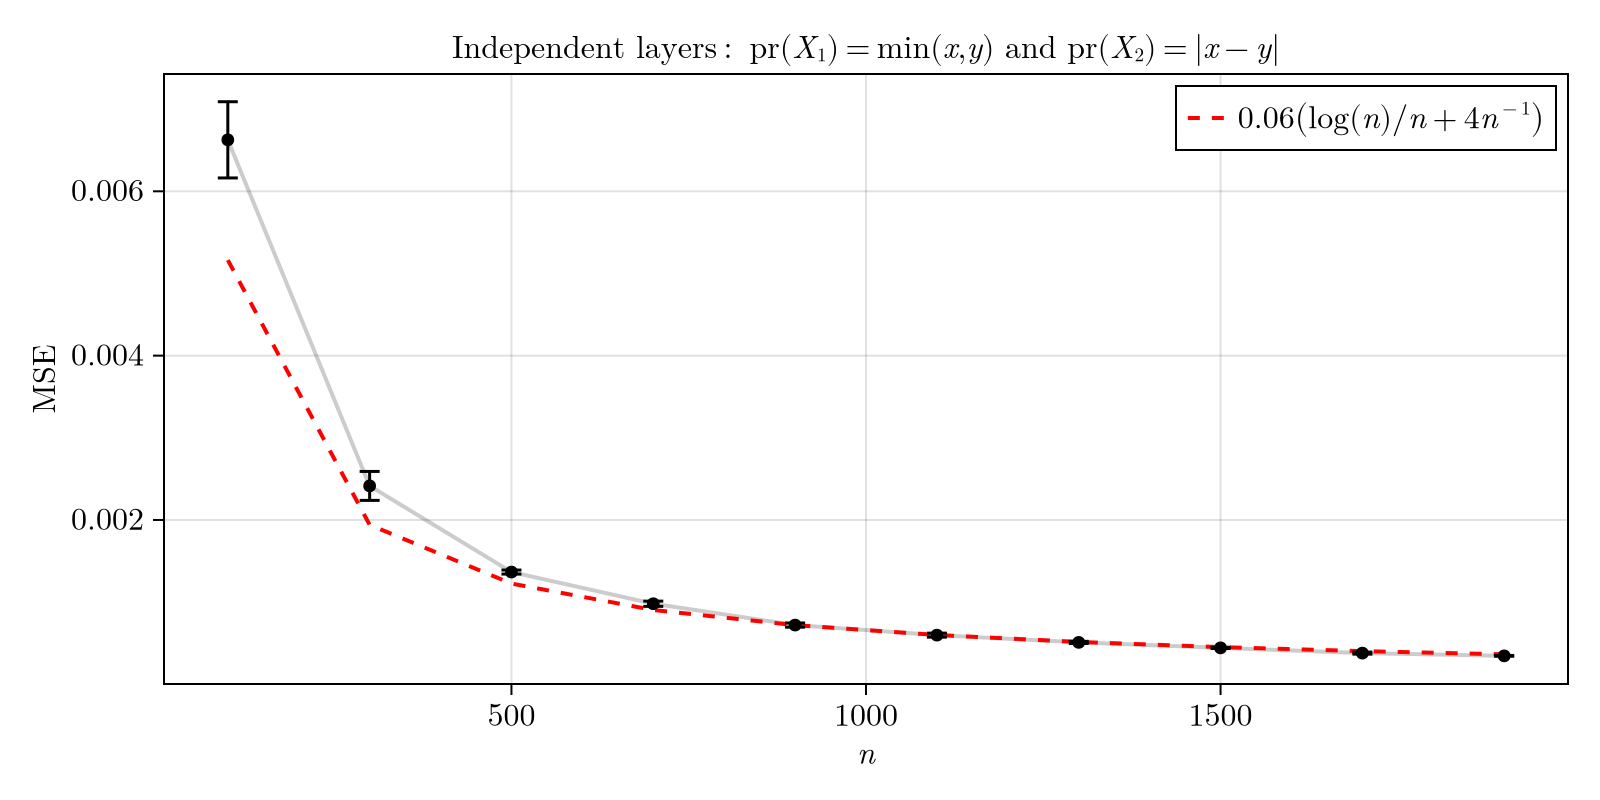 Independent layers: pr(X₁) = min(x,y) and pr(X₂) = |x − y|
0.06(log(n)/n + 4n⁻¹)
0.006
0.004
0.002
MSE
500
1000
1500
n